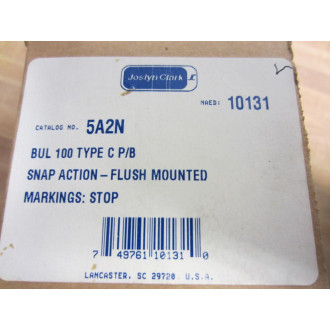 Joslyn Clark
NAED: 10131
CATALOG NO. 5A2N
BUL 100 TYPE C P/B
SNAP ACTION – FLUSH MOUNTED
MARKINGS: STOP
7 49761 10131 0
LANCASTER, SC 29720 U.S.A.